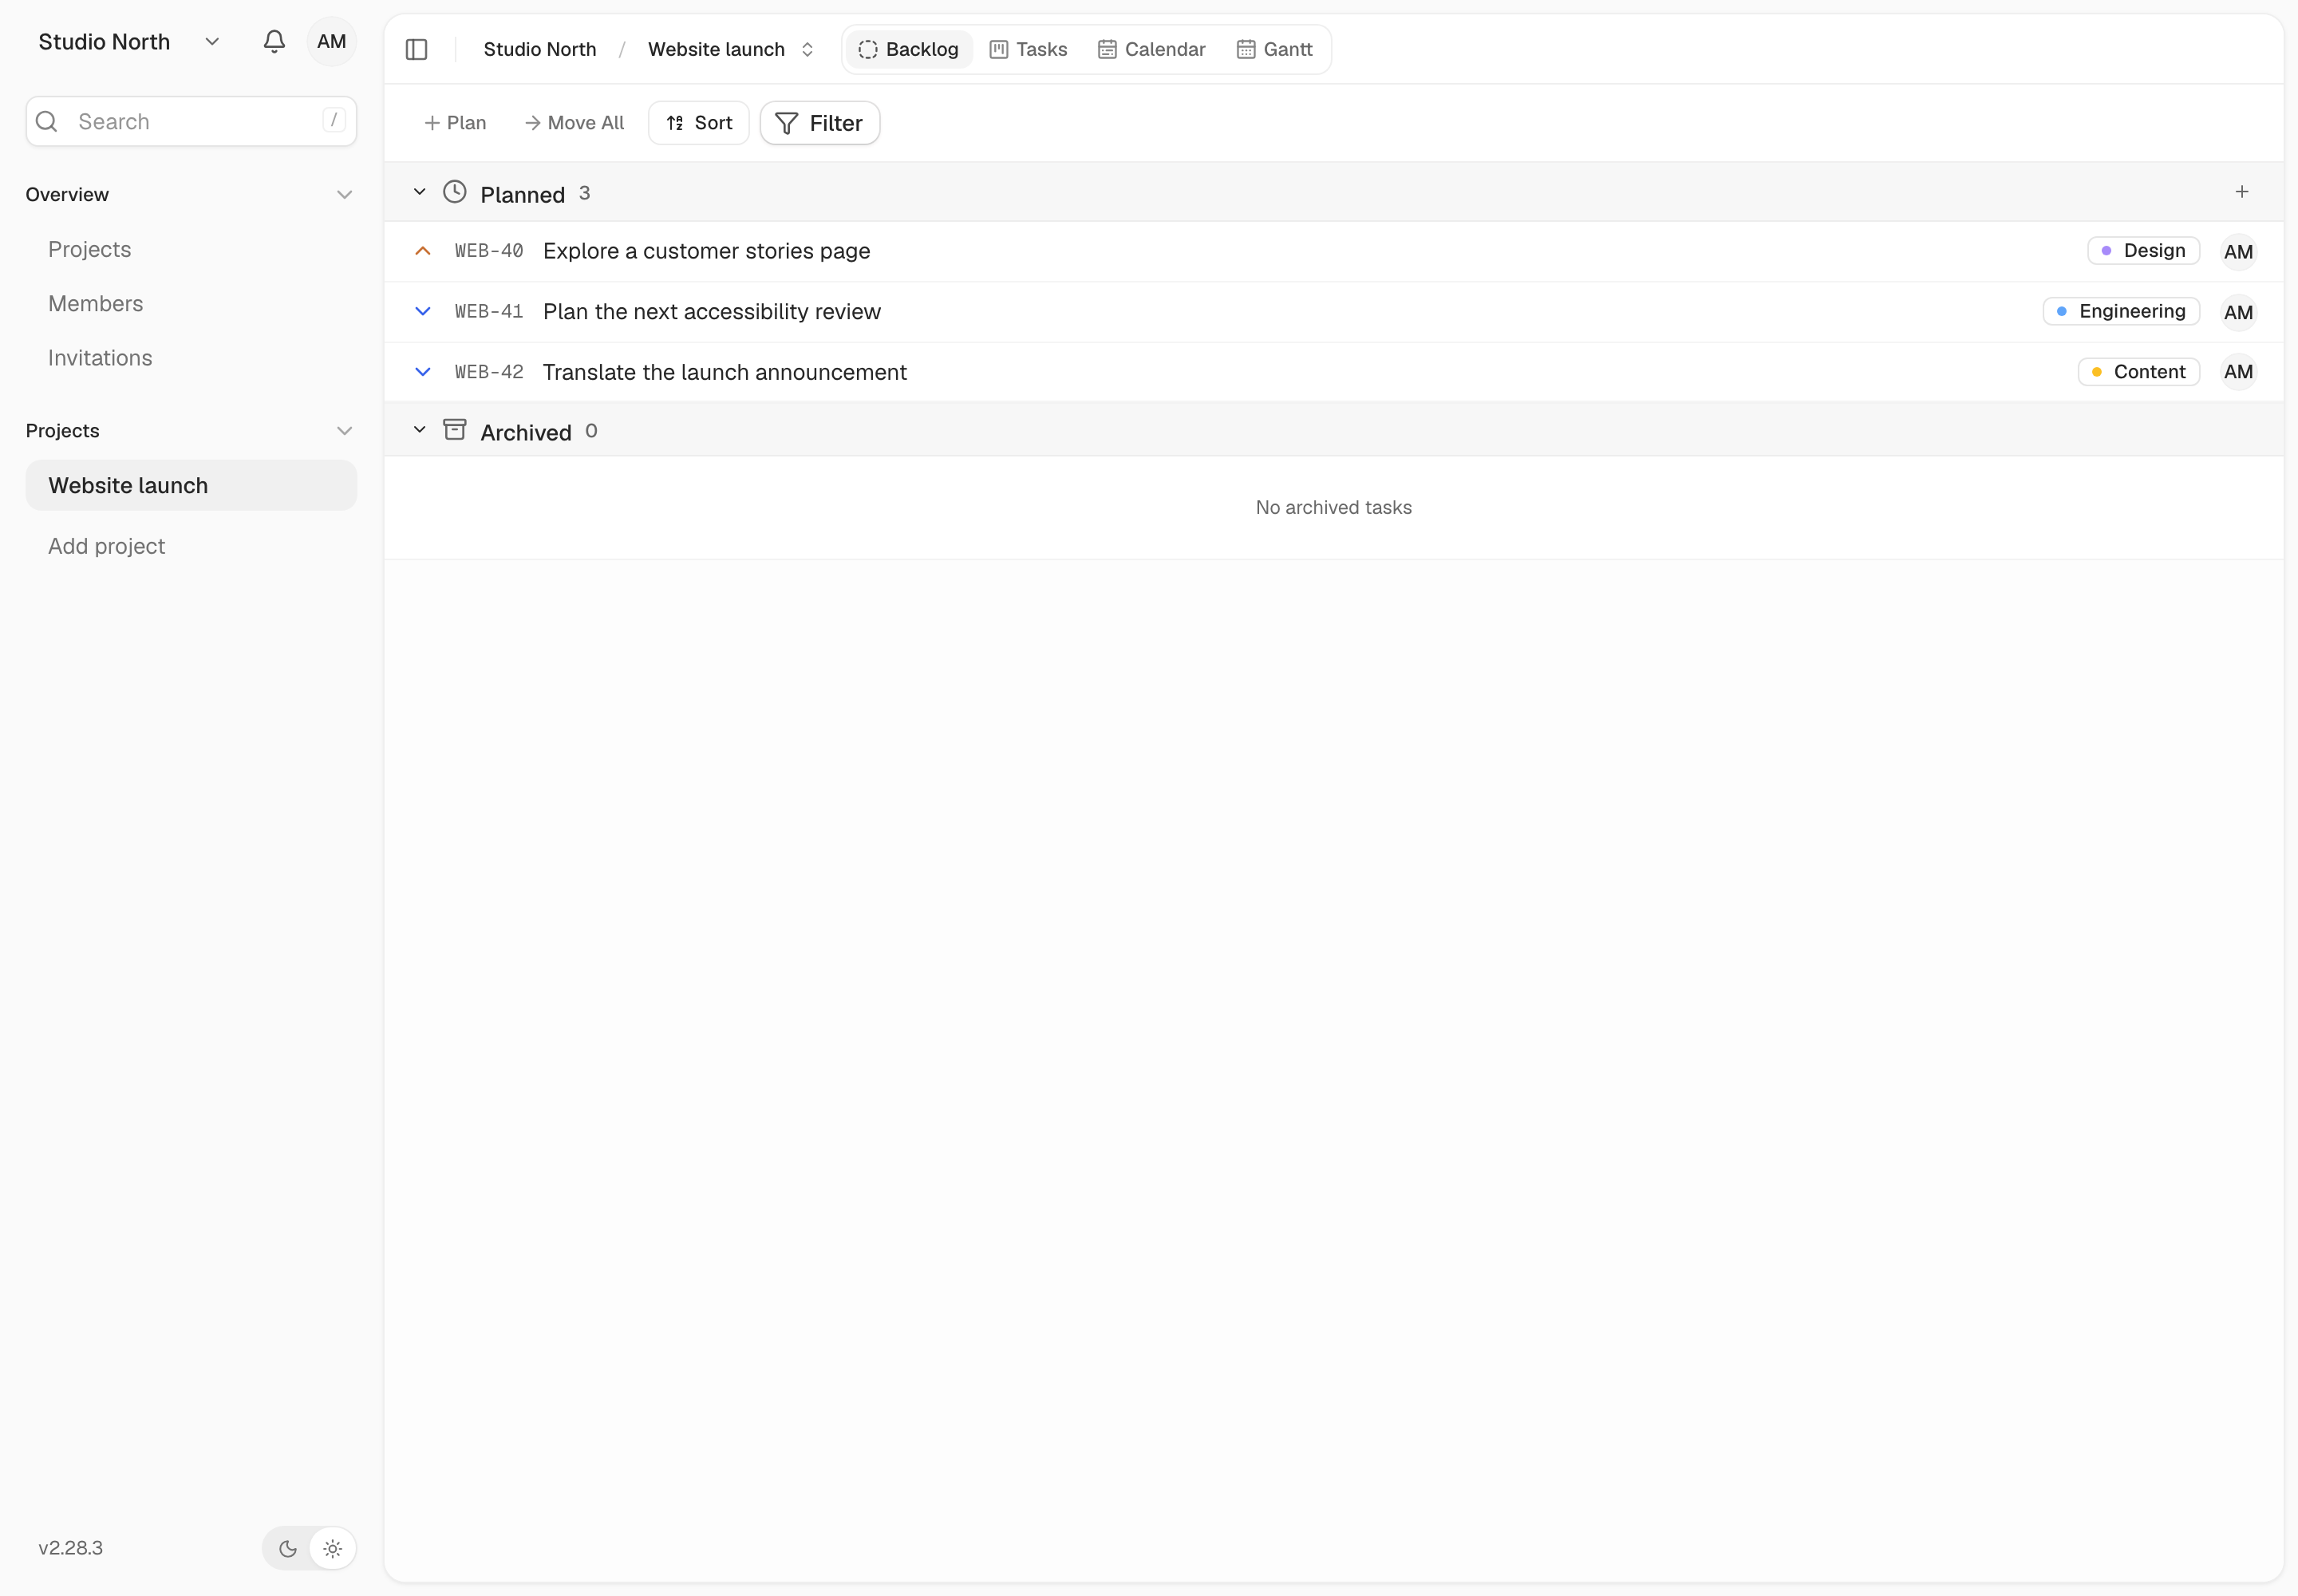 Studio North
AM
Search /
Overview
Projects
Members
Invitations
Projects
Website launch
Add project
v2.28.3
Studio North / Website launch Backlog Tasks Calendar Gantt
Plan Move All Sort Filter
Planned 3
WEB-40 Explore a customer stories page Design AM
WEB-41 Plan the next accessibility review Engineering AM
WEB-42 Translate the launch announcement Content AM
Archived 0
No archived tasks